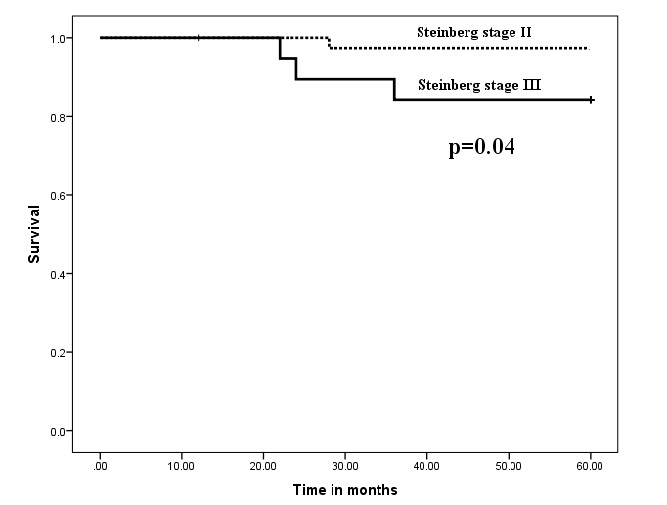 Steinberg stage II
Steinberg stage III
p=0.04
1.0
0.8
0.6
0.4
0.2
0.0
Survival
.00 10.00 20.00 30.00 40.00 50.00 60.00
Time in months